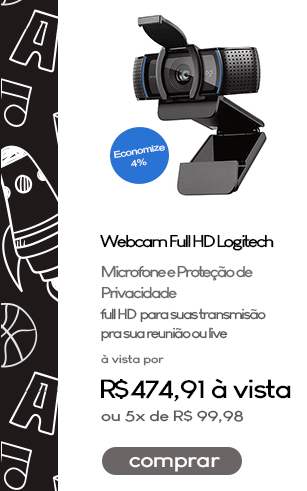 Economize
4%
Webcam Full HD Logitech
Microfone e Proteção de
Privacidade
full HD para suas transmisão
pra sua reunião ou live
à vista por
R$474,91 à vista
ou 5x de R$ 99,98
comprar